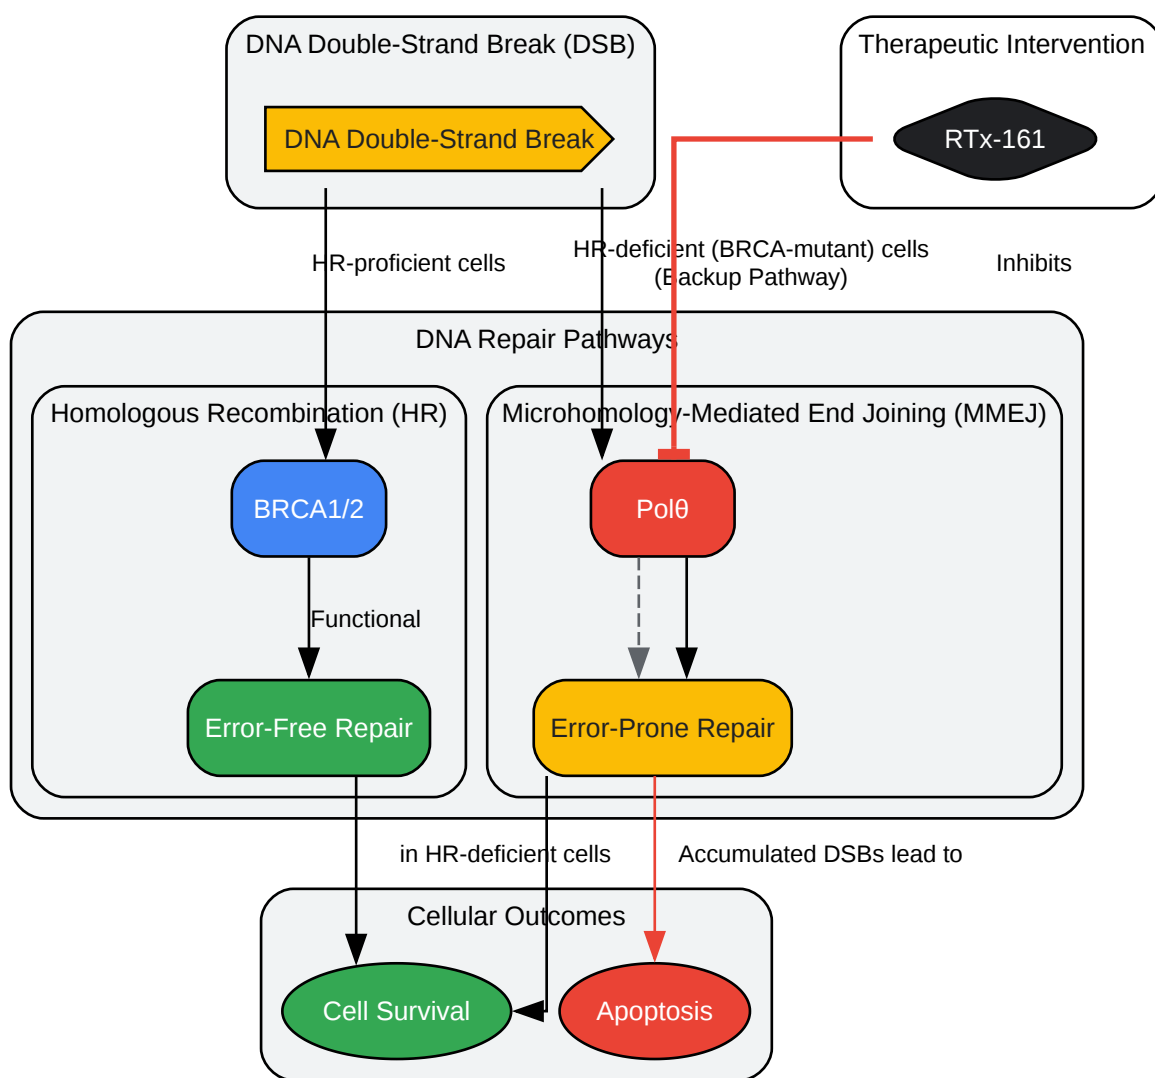 DNA Double-Strand Break (DSB)
Therapeutic Intervention
DNA Double-Strand Break
RTx-161
HR-proficient cells
HR-deficient (BRCA-mutant) cells
(Backup Pathway)
Inhibits
DNA Repair Pathways
Homologous Recombination (HR)
Microhomology-Mediated End Joining (MMEJ)
BRCA1/2
Polθ
Functional
Error-Free Repair
Error-Prone Repair
in HR-deficient cells
Accumulated DSBs lead to
Cellular Outcomes
Cell Survival
Apoptosis